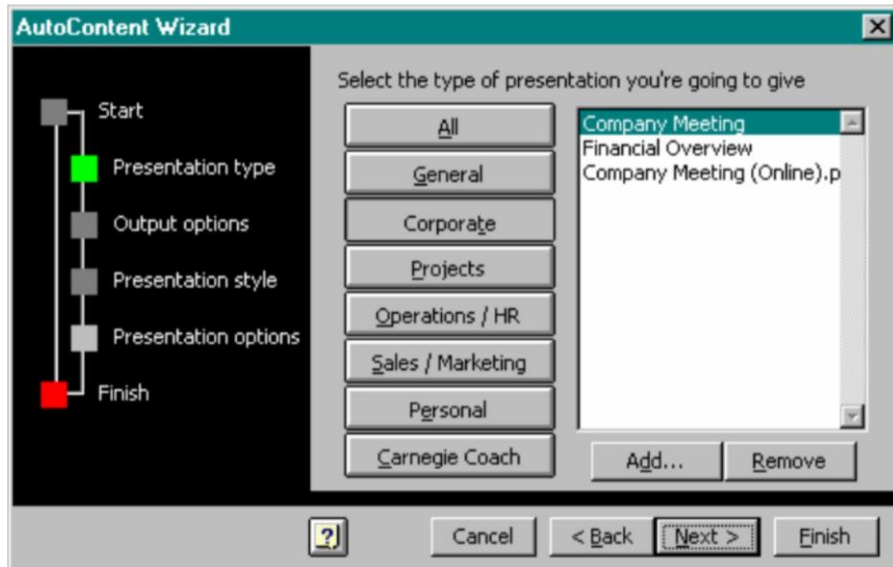 AutoContent Wizard
Start
Presentation type
Output options
Presentation style
Presentation options
Finish
Select the type of presentation you're going to give
All
General
Corporate
Projects
Operations / HR
Sales / Marketing
Personal
Carnegie Coach
Company Meeting
Financial Overview
Company Meeting (Online).p
Add...
Remove
?
Cancel
< Back
Next >
Finish